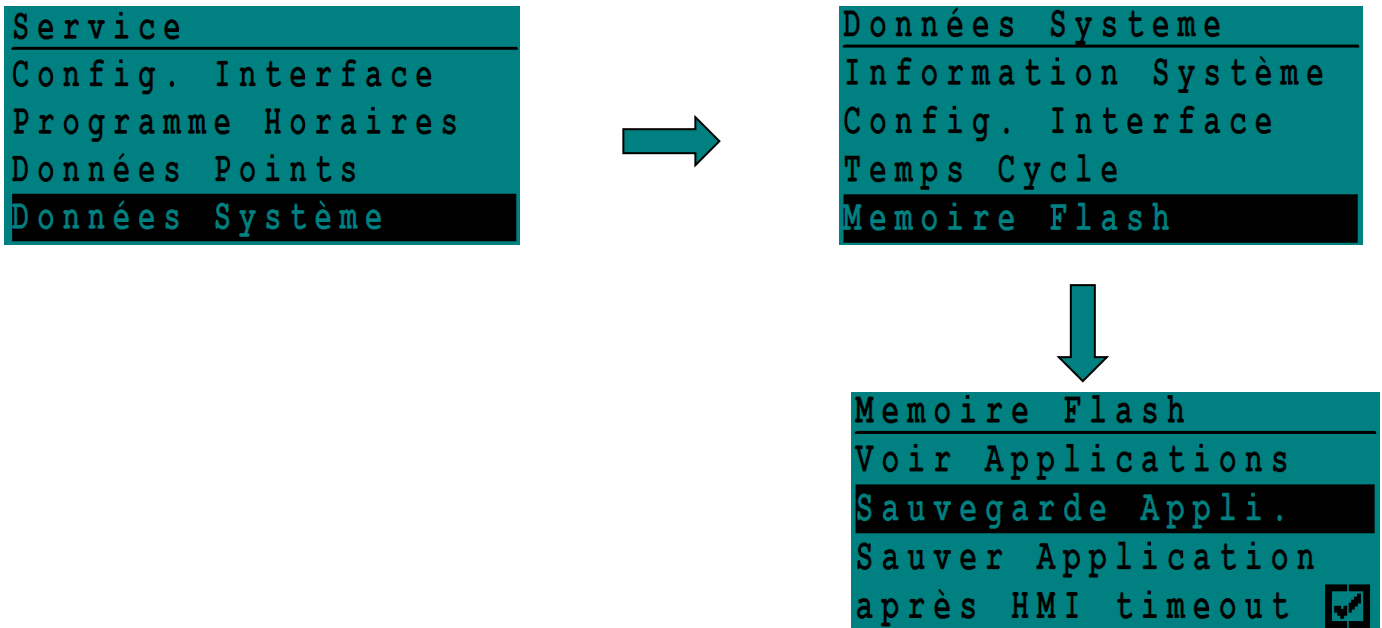 Service
Config. Interface
Programme Horaires
Données Points
Données Système
Données Systeme
Information Système
Config. Interface
Temps Cycle
Memoire Flash
Memoire Flash
Voir Applications
Sauvegarde Appli.
Sauver Application
après HMI timeout